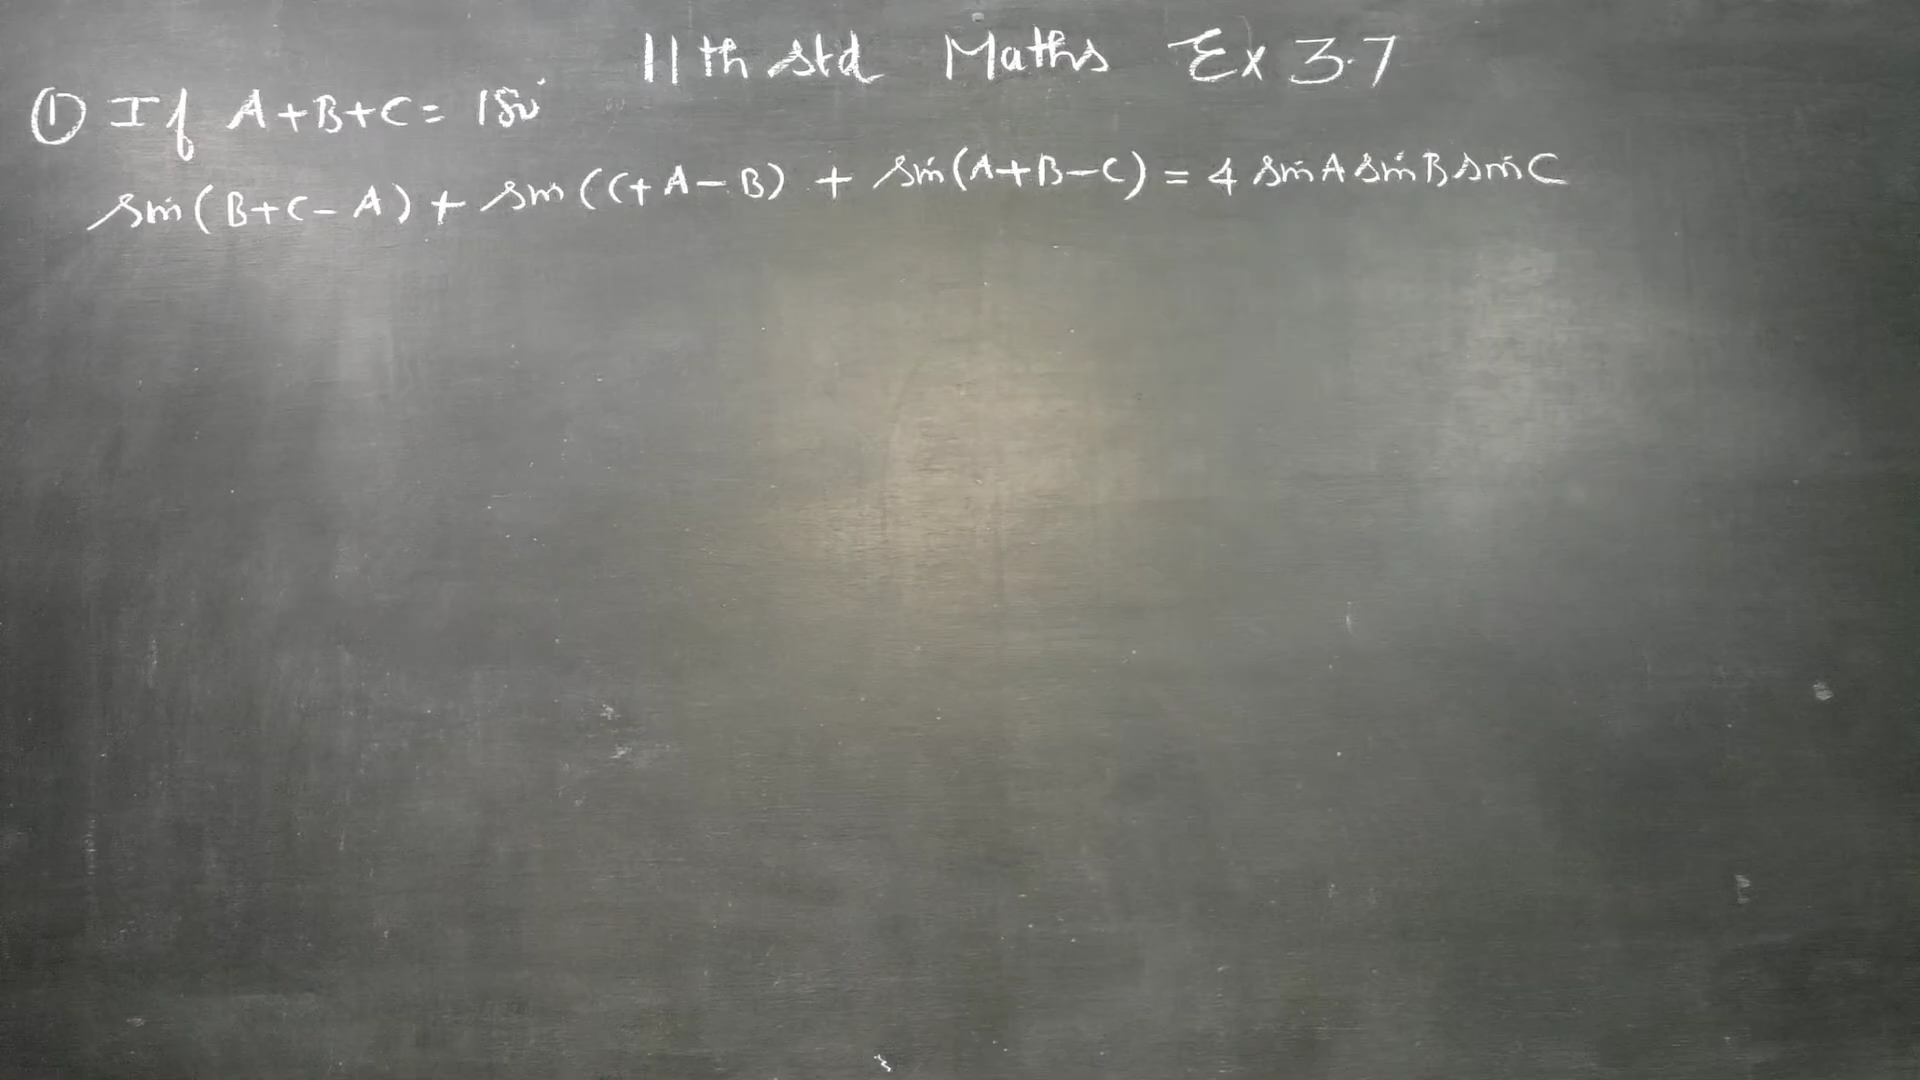 11th std Maths Ex 3.7
① If A+B+C= 180°
sin(B+C-A)+sin(C+A-B) + sin(A+B-C) = 4 sinA sinB sinC